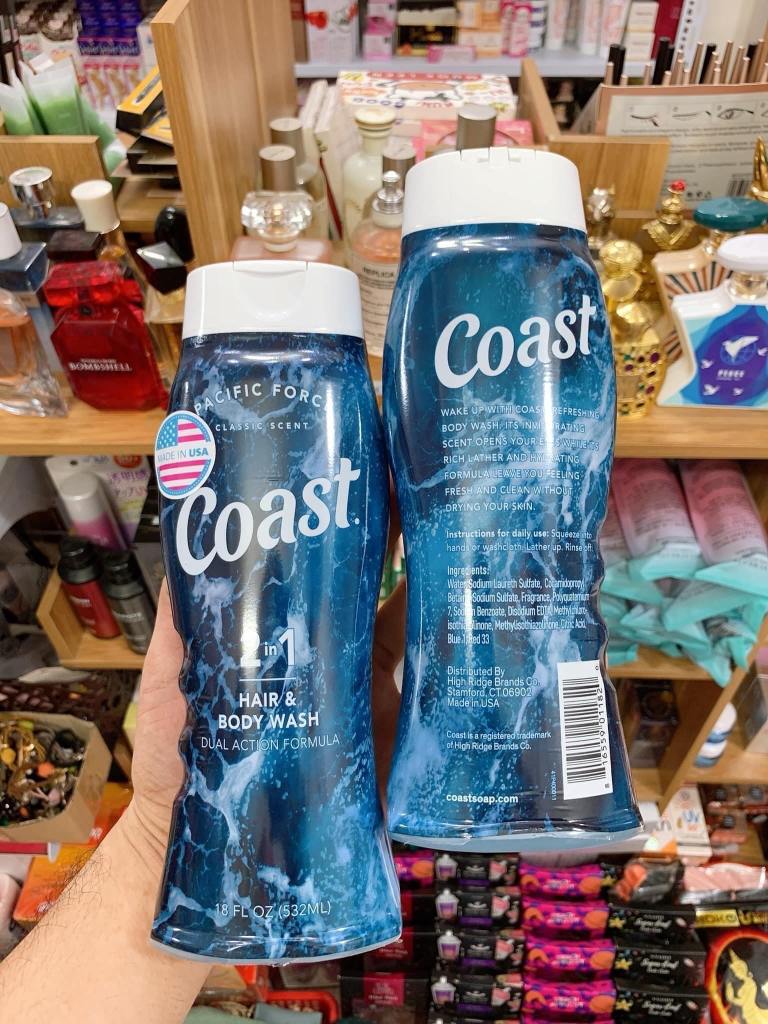 PACIFIC FORCE
CLASSIC SCENT
MADE IN USA
Coast
2 in 1
HAIR &
BODY WASH
DUAL ACTION FORMULA
18 FL OZ (532ML)
Coast
WAKE UP WITH COAST REFRESHING
BODY WASH. ITS INVIGORATING
SCENT OPENS YOUR EYES WHILE ITS
RICH LATHER AND HYDRATING
FORMULA LEAVE YOU FEELING
FRESH AND CLEAN WITHOUT
DRYING YOUR SKIN.
Instructions for daily use: Squeeze into
hands or washcloth. Lather up. Rinse off.
Ingredients:
Water, Sodium Laureth Sulfate, Cocamidopropyl
Betaine, Sodium Sulfate, Fragrance, Polyquaternium
7, Sodium Benzoate, Disodium EDTA, Methylchloro-
isothiazolinone, Methylisothiazolinone, Citric Acid,
Blue 1, Red 33
Distributed By
High Ridge Brands Co.
Stamford, CT 06902
Made in USA
Coast is a registered trademark
of High Ridge Brands Co.
coastsoap.com
BOMBSHELL
REPLICA